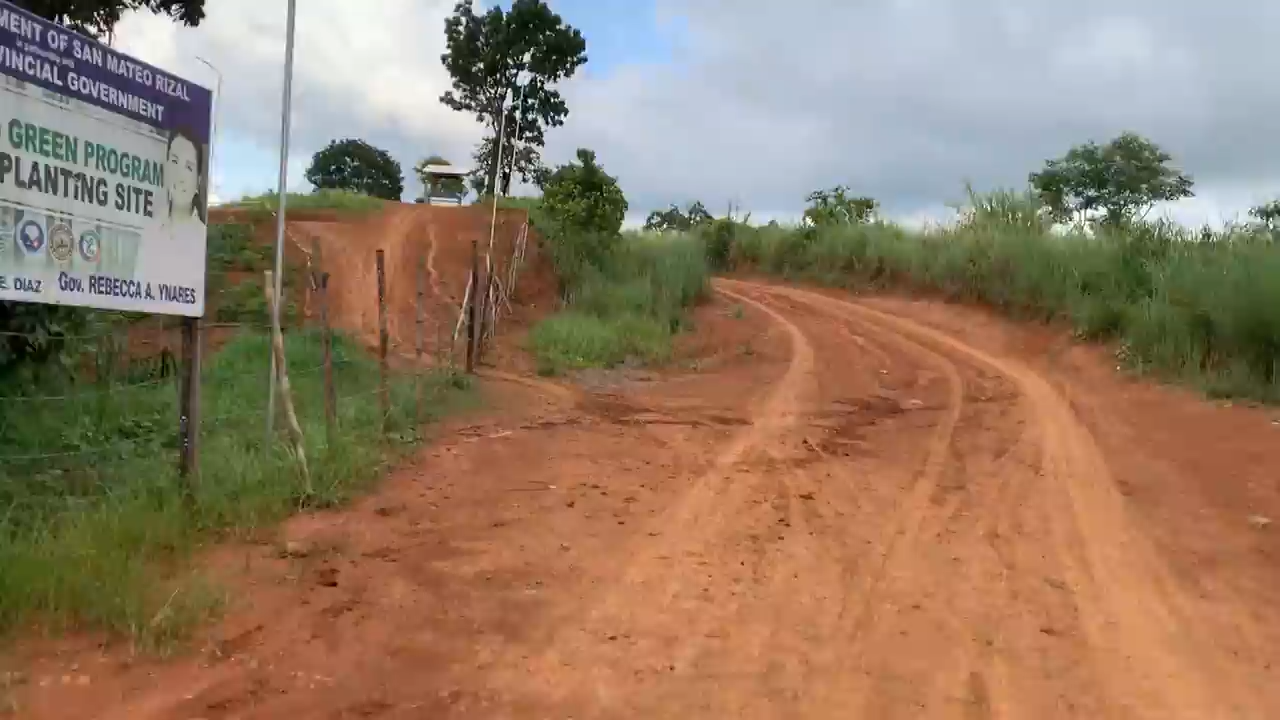 MENT OF SAN MATEO RIZAL
VINCIAL GOVERNMENT
GREEN PROGRAM
PLANTING SITE
E. DIAZ GOV. REBECCA A. YNARES